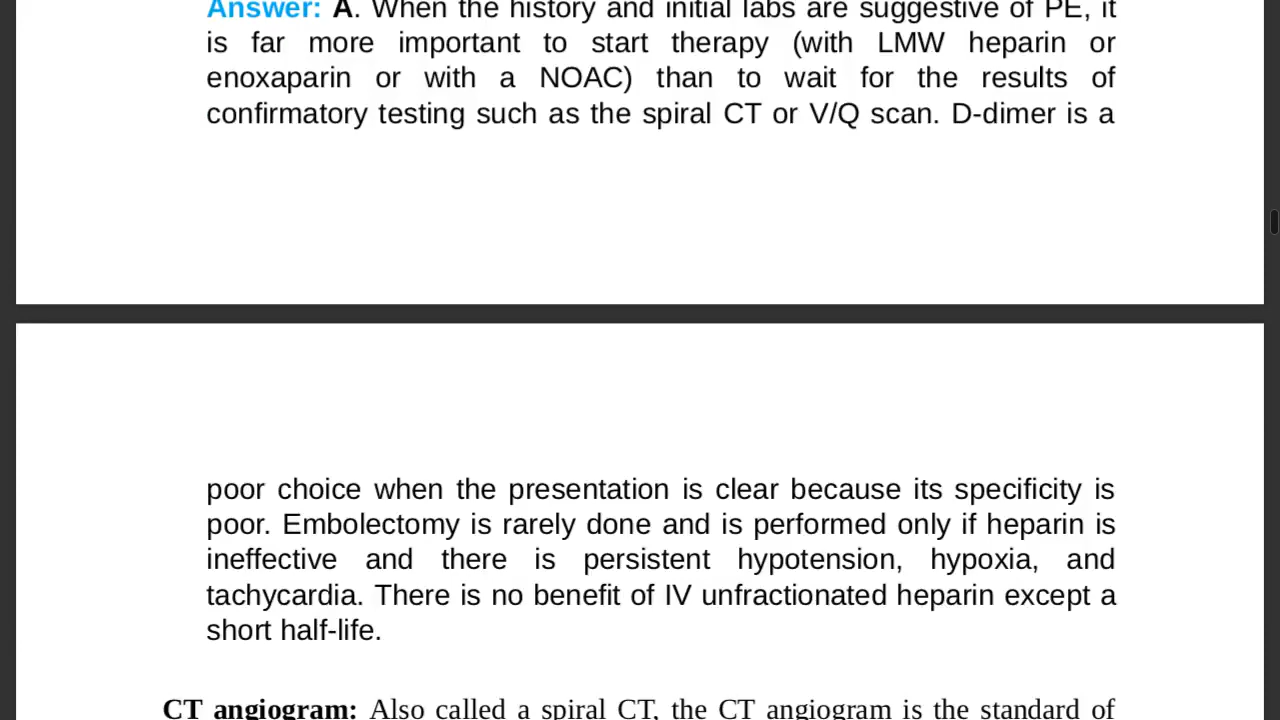 Answer: A. When the history and initial labs are suggestive of PE, it
is far more important to start therapy (with LMW heparin or
enoxaparin or with a NOAC) than to wait for the results of
confirmatory testing such as the spiral CT or V/Q scan. D-dimer is a
poor choice when the presentation is clear because its specificity is
poor. Embolectomy is rarely done and is performed only if heparin is
ineffective and there is persistent hypotension, hypoxia, and
tachycardia. There is no benefit of IV unfractionated heparin except a
short half-life.
CT angiogram: Also called a spiral CT, the CT angiogram is the standard of